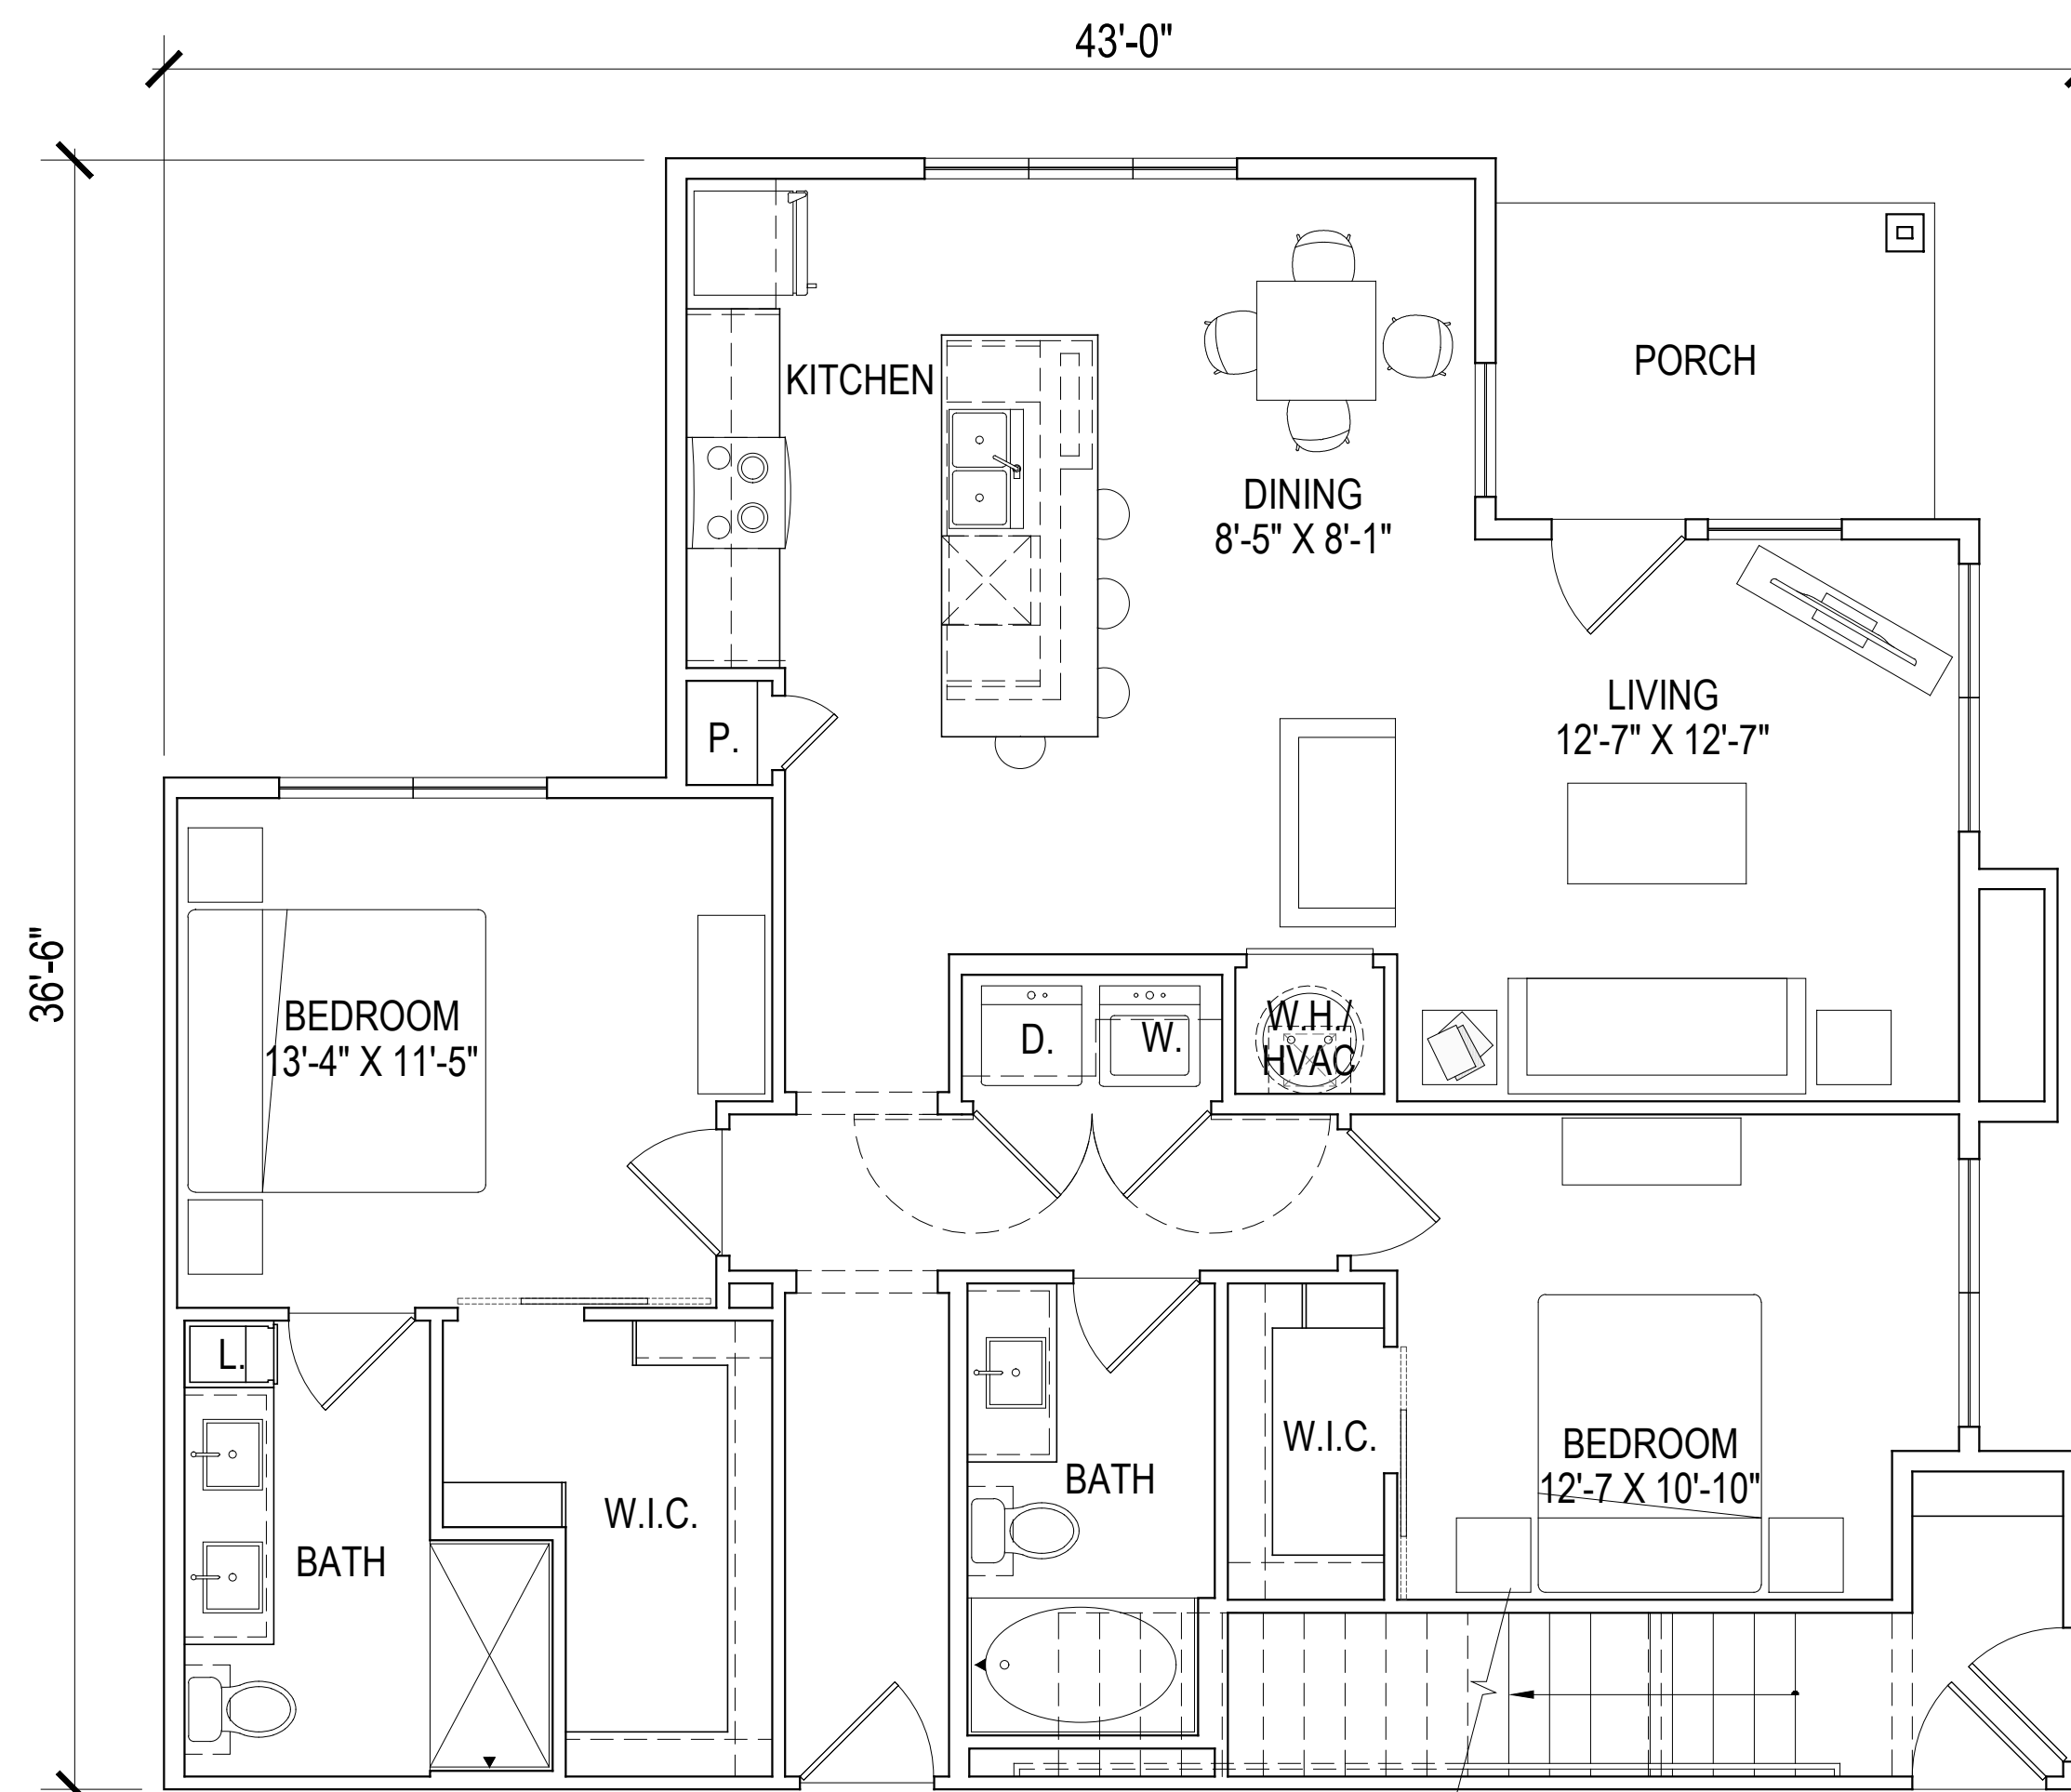 43'-0"
36'-6"
KITCHEN
PORCH
DINING
8'-5" X 8'-1"
LIVING
12'-7" X 12'-7"
P.
BEDROOM
13'-4" X 11'-5"
D.
W.
W.H./
HVAC
L.
W.I.C.
BATH
BATH
W.I.C.
BEDROOM
12'-7 X 10'-10"